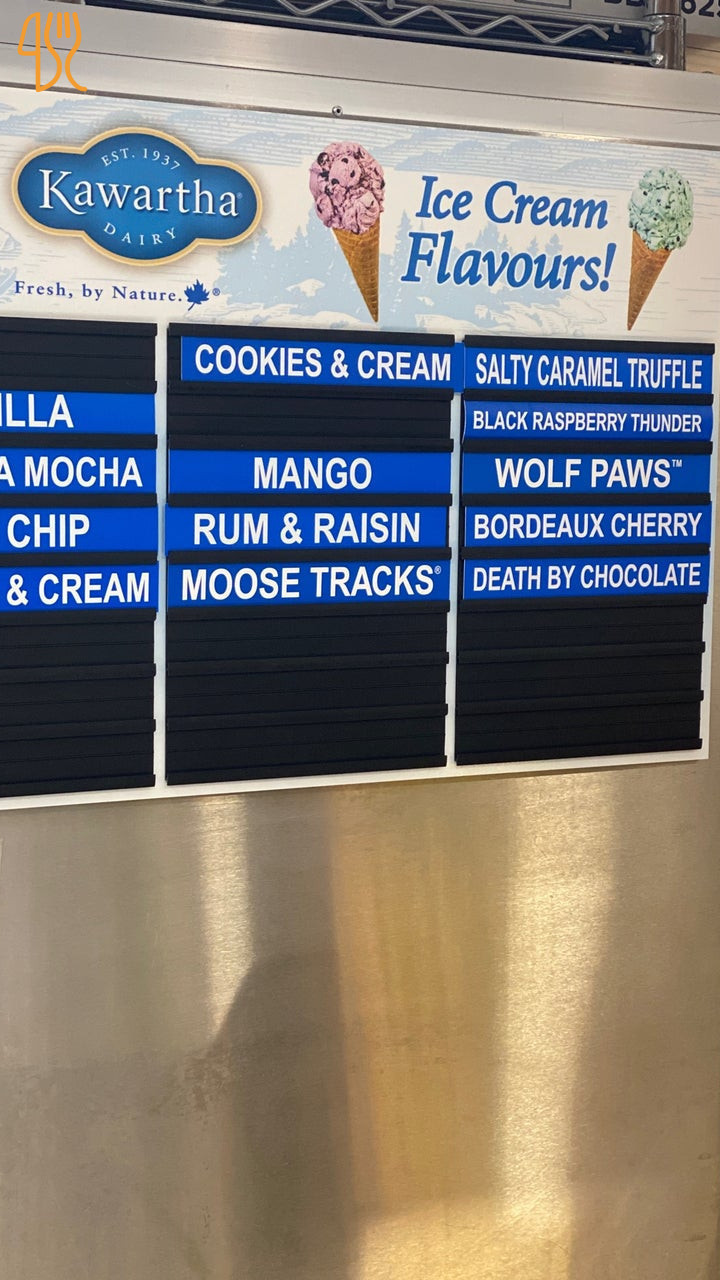 EST. 1937
Kawartha®
DAIRY
Fresh, by Nature.®
Ice Cream
Flavours!
COOKIES & CREAM
SALTY CARAMEL TRUFFLE
ILLA
BLACK RASPBERRY THUNDER
A MOCHA
MANGO
WOLF PAWS™
CHIP
RUM & RAISIN
BORDEAUX CHERRY
& CREAM
MOOSE TRACKS®
DEATH BY CHOCOLATE